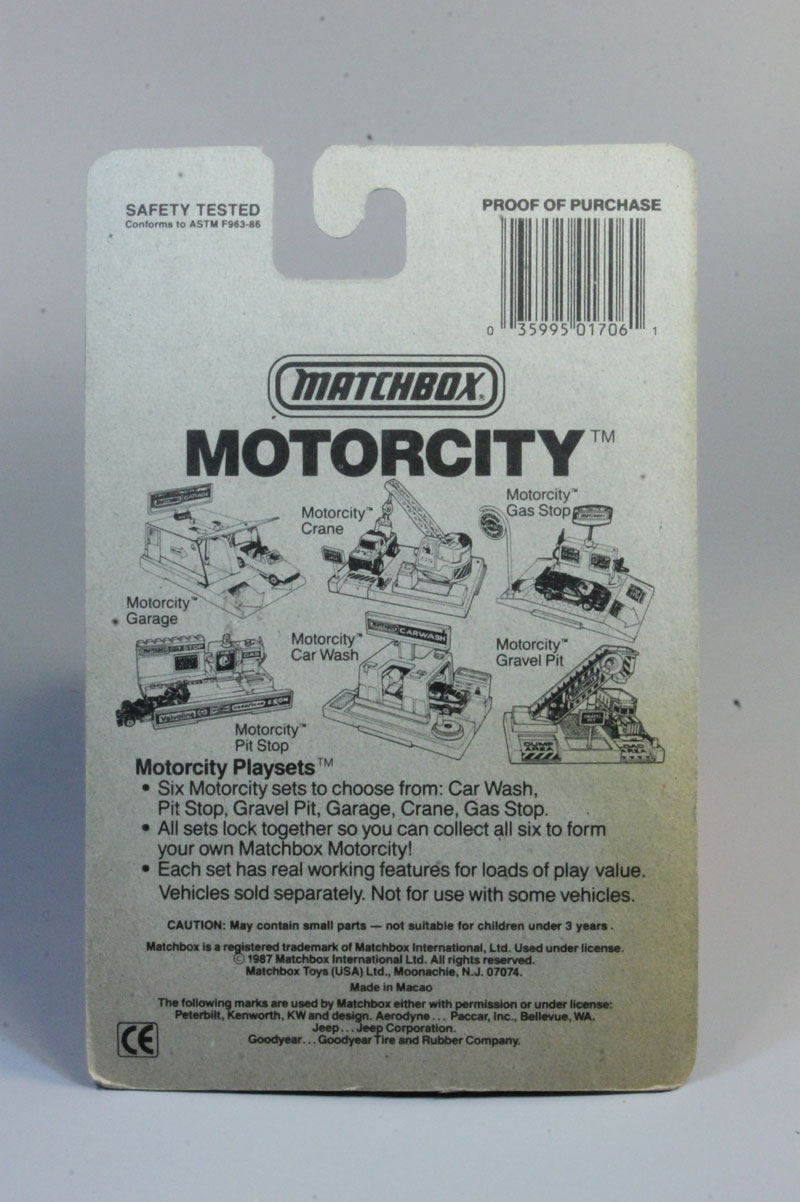 SAFETY TESTED
Conforms to ASTM F963-86
PROOF OF PURCHASE
0 35995 01706 1
MATCHBOX®
MOTORCITY™
Motorcity™
Garage
Motorcity™
Crane
Motorcity™
Gas Stop
CARWASH
Motorcity™
Pit Stop
Valvoline
Motorcity™
Car Wash
Motorcity™
Gravel Pit
DUMP
AREA
LOAD
AREA
Motorcity Playsets™
• Six Motorcity sets to choose from: Car Wash,
Pit Stop, Gravel Pit, Garage, Crane, Gas Stop.
• All sets lock together so you can collect all six to form
your own Matchbox Motorcity!
• Each set has real working features for loads of play value.
Vehicles sold separately. Not for use with some vehicles.
CAUTION: May contain small parts — not suitable for children under 3 years.
Matchbox is a registered trademark of Matchbox International, Ltd. Used under license.
© 1987 Matchbox International Ltd. All rights reserved.
Matchbox Toys (USA) Ltd., Moonachie, N.J. 07074.
Made in Macao
The following marks are used by Matchbox either with permission or under license:
Peterbilt, Kenworth, KW and design. Aerodyne... Paccar, Inc., Bellevue, WA.
Jeep...Jeep Corporation.
Goodyear...Goodyear Tire and Rubber Company.
CE